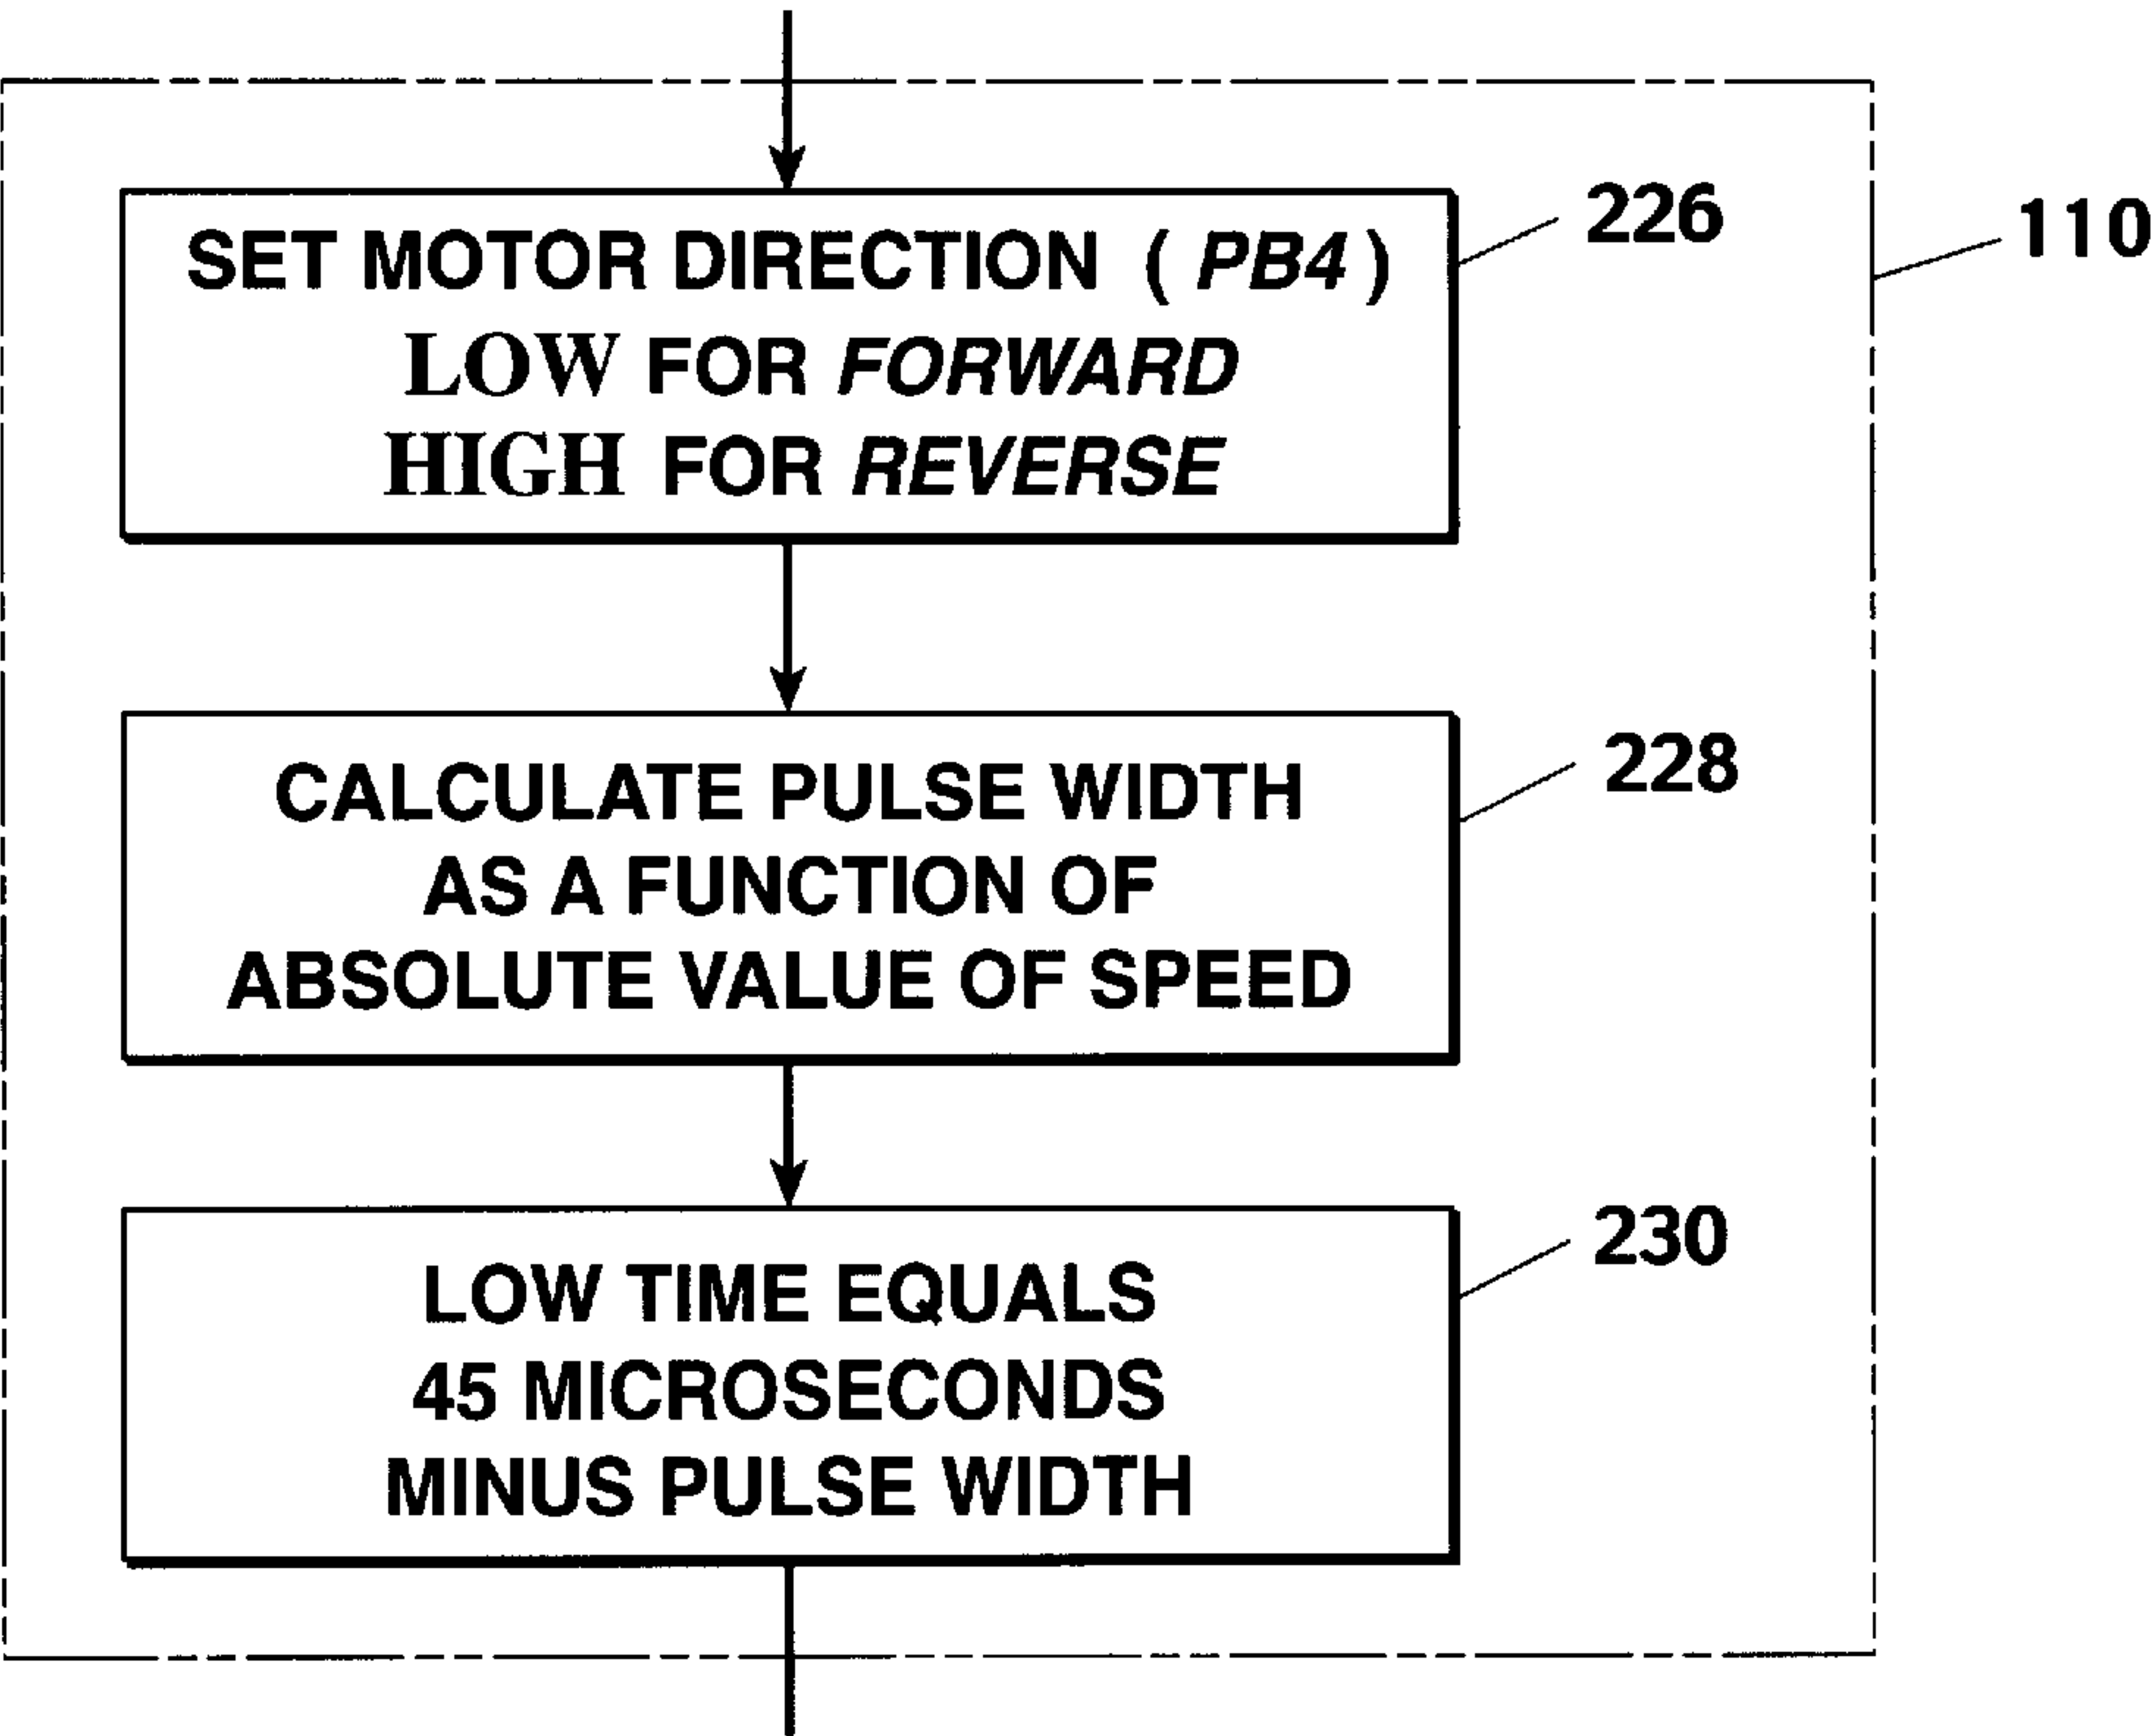 SET MOTOR DIRECTION ( PB4 )
LOW FOR FORWARD
HIGH FOR REVERSE
226
110
CALCULATE PULSE WIDTH
AS A FUNCTION OF
ABSOLUTE VALUE OF SPEED
228
LOW TIME EQUALS
45 MICROSECONDS
MINUS PULSE WIDTH
230